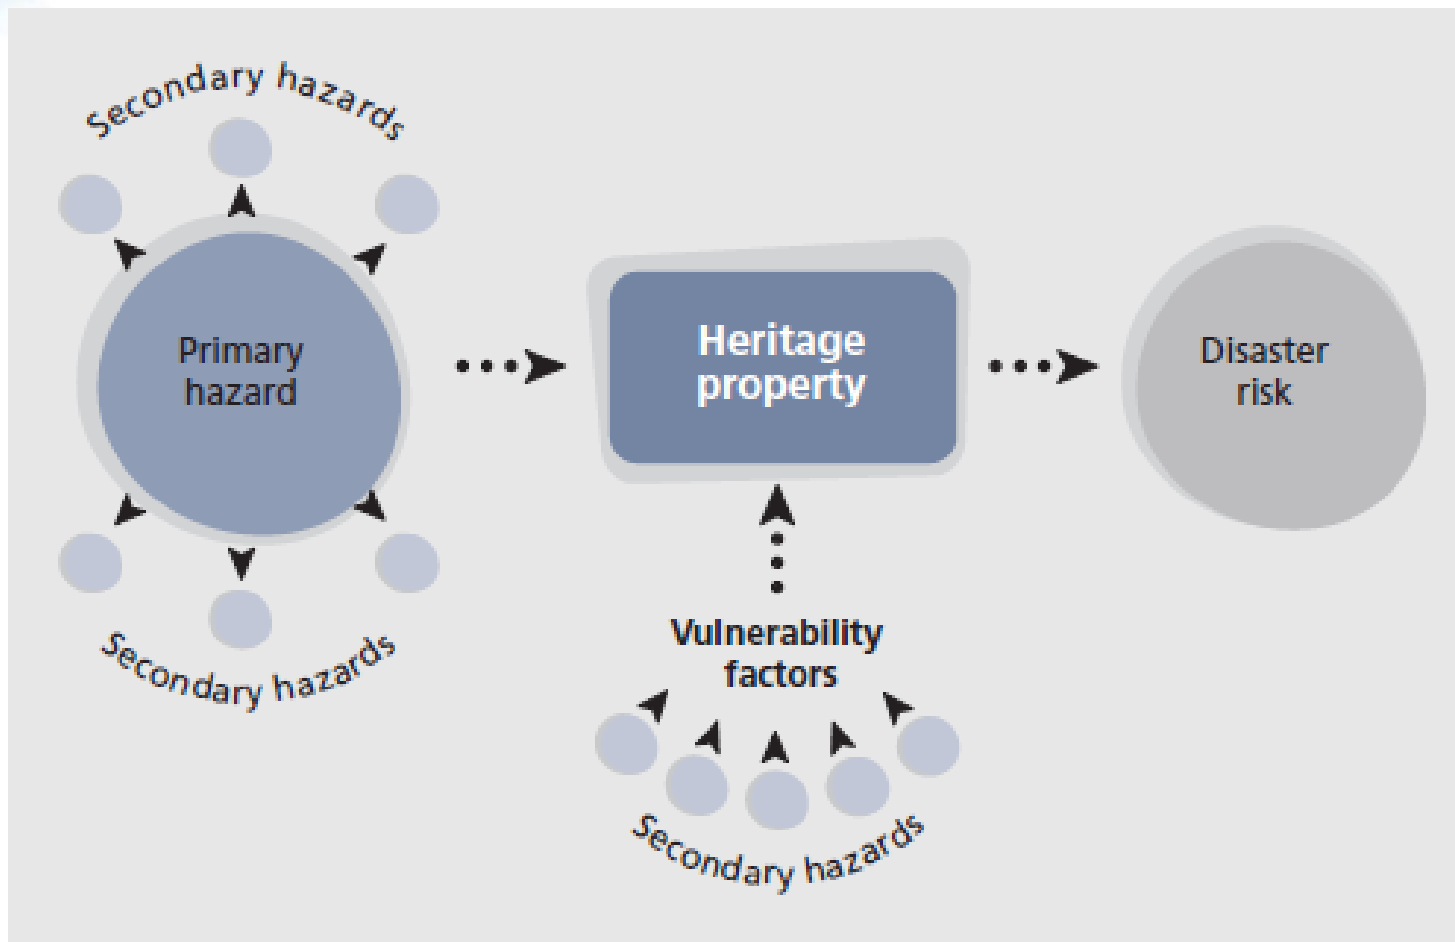 Secondary hazards
Primary
hazard
Secondary hazards
Heritage
property
Vulnerability
factors
Secondary hazards
Disaster
risk